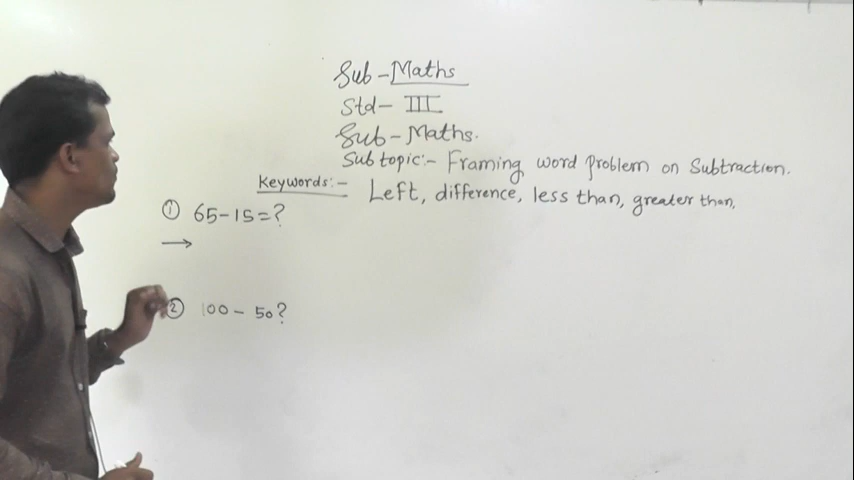 Sub - Maths
Std - III
Sub - Maths.
Sub topic:- Framing word problem on Subtraction.
Keywords:- Left, difference, less than, greater than,
① 65-15=?
→
② 100 - 50?